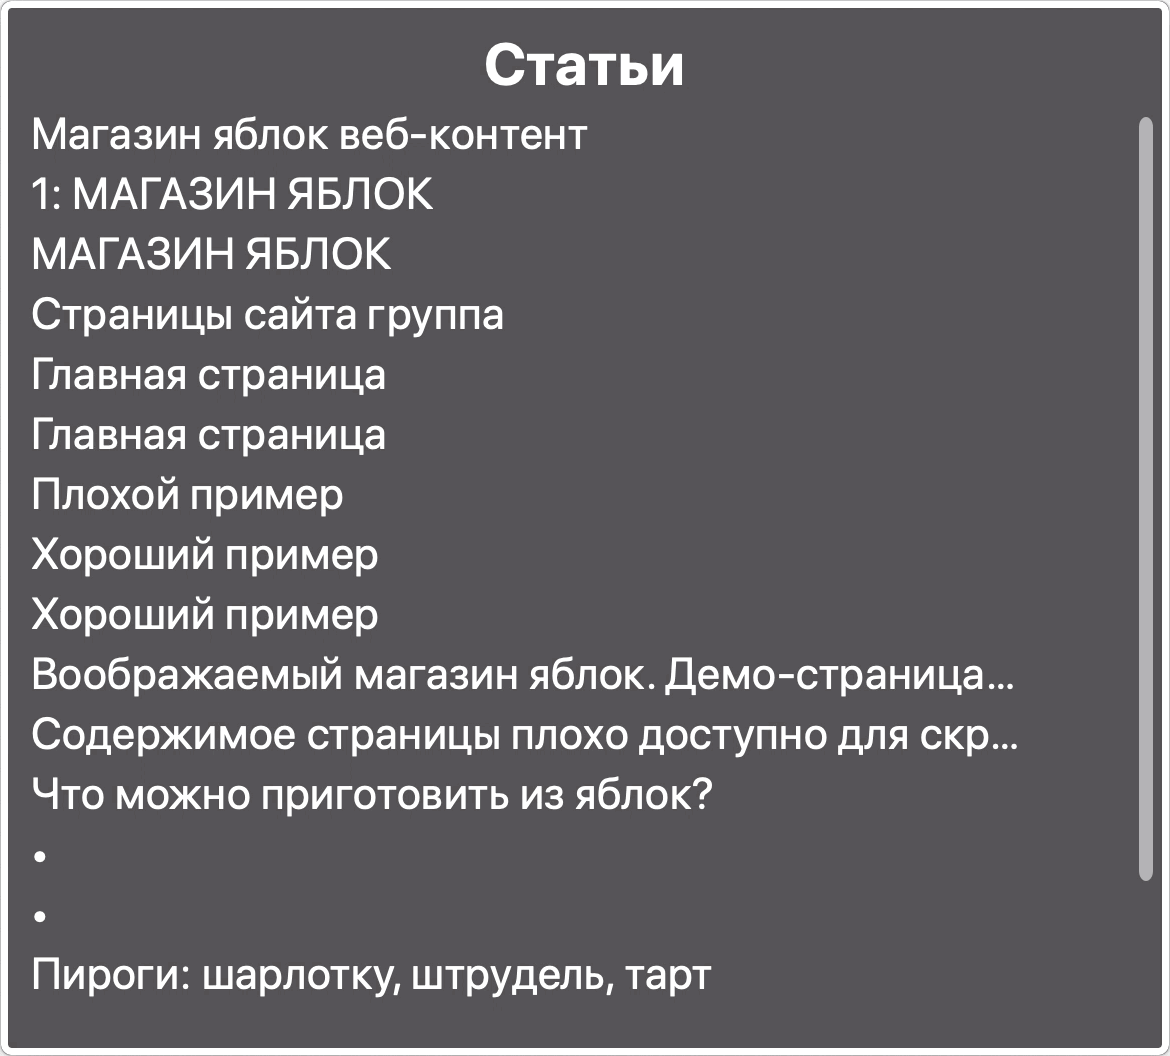 Статьи
Магазин яблок веб-контент
1: МАГАЗИН ЯБЛОК
МАГАЗИН ЯБЛОК
Страницы сайта группа
Главная страница
Главная страница
Плохой пример
Хороший пример
Хороший пример
Воображаемый магазин яблок. Демо-страница...
Содержимое страницы плохо доступно для скр...
Что можно приготовить из яблок?
•
•
Пироги: шарлотку, штрудель, тарт